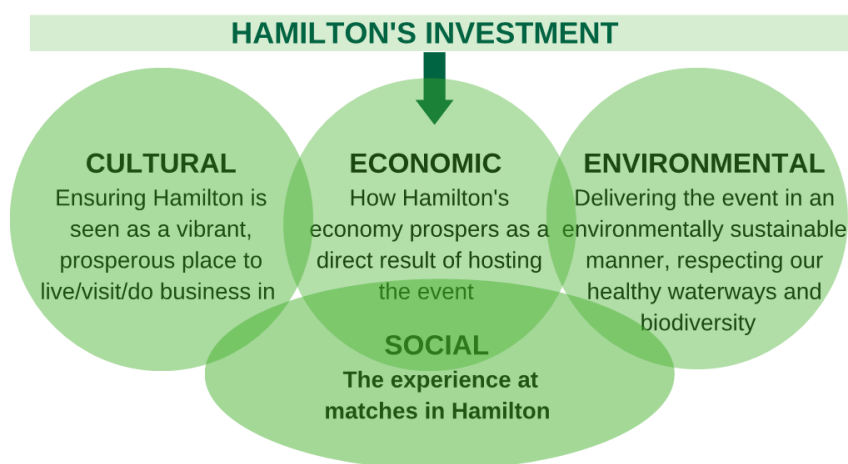 HAMILTON'S INVESTMENT
CULTURAL
Ensuring Hamilton is
seen as a vibrant,
prosperous place to
live/visit/do business in
ECONOMIC
How Hamilton's
economy prospers as a
direct result of hosting
the event
ENVIRONMENTAL
Delivering the event in an
environmentally sustainable
manner, respecting our
healthy waterways and
biodiversity
SOCIAL
The experience at
matches in Hamilton